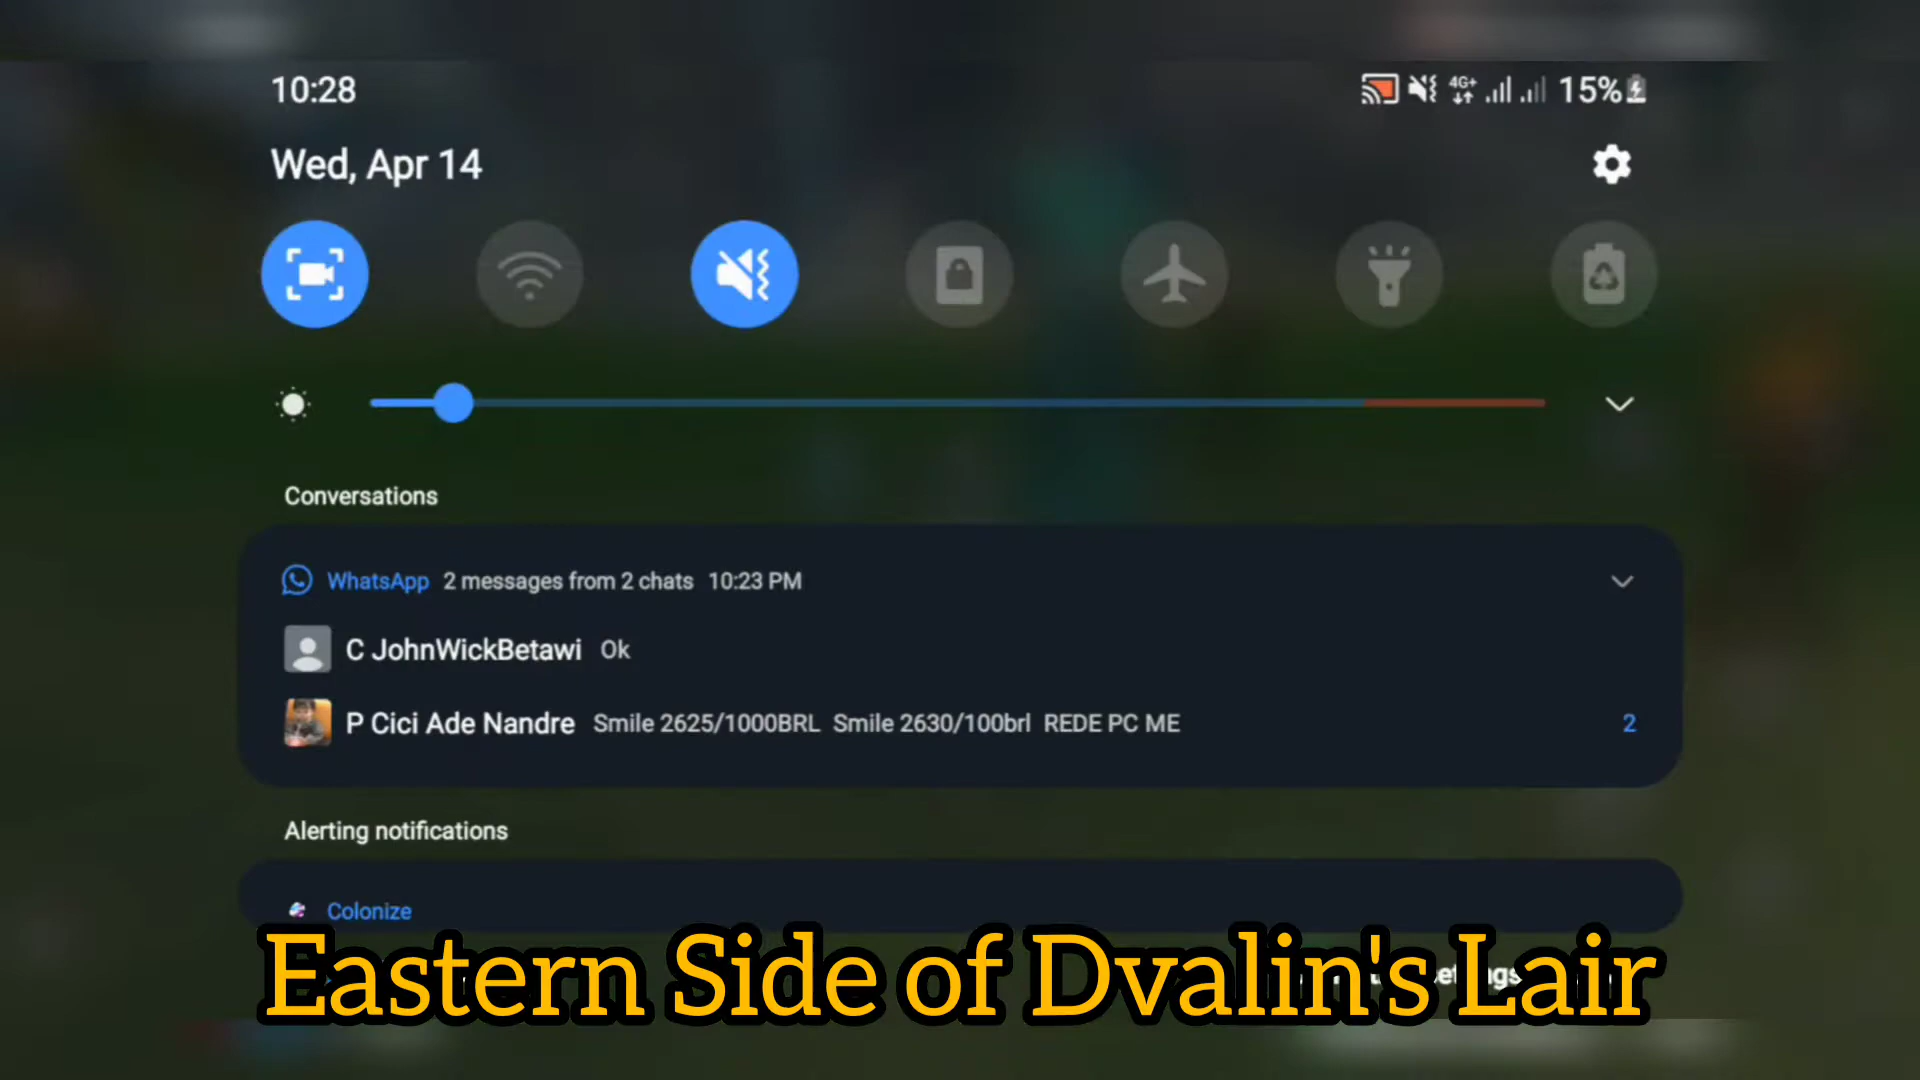 10:28
4G+ 15%
Wed, Apr 14
Conversations
WhatsApp 2 messages from 2 chats 10:23 PM
C JohnWickBetawi Ok
P Cici Ade Nandre Smile 2625/1000BRL Smile 2630/100brl REDE PC ME 2
Alerting notifications
Colonize
Eastern Side of Dvalin's Lair